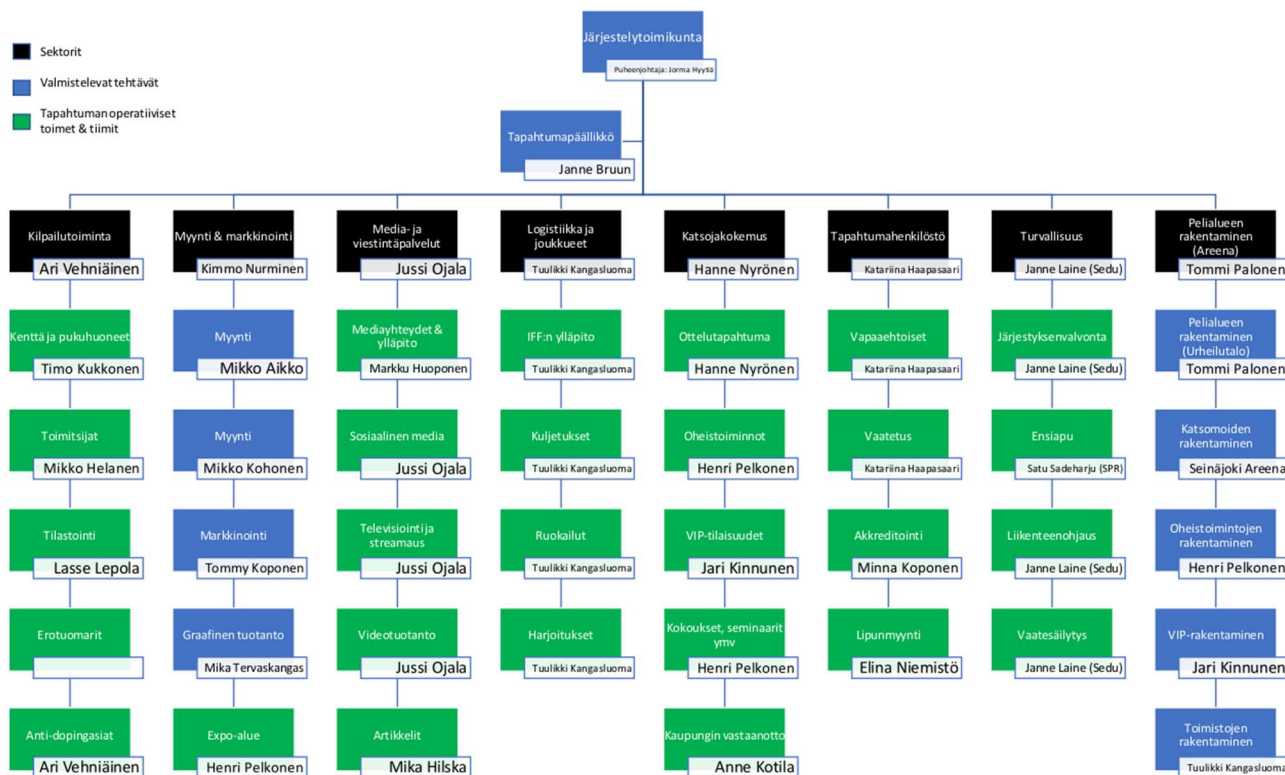 Sektorit
Valmistelevat tehtävät
Tapahtuman operatiiviset
toimet & tiimit
Järjestelytoimikunta
Puheenjohtaja: Jorma Hyytiä
Tapahtumapäällikkö
Janne Bruun
Kilpailutoiminta
Ari Vehniäinen
Kenttä ja pukuhuoneet
Timo Kukkonen
Toimitsijat
Mikko Helanen
Tilastointi
Lasse Lepola
Erotuomarit
Anti-dopingasiat
Ari Vehniäinen
Myynti & markkinointi
Kimmo Nurminen
Myynti
Mikko Aikko
Myynti
Mikko Kohonen
Markkinointi
Tommy Koponen
Graafinen tuotanto
Mika Tervaskangas
Expo-alue
Henri Pelkonen
Media- ja
viestintäpalvelut
Jussi Ojala
Mediayhteydet &
ylläpito
Markku Huoponen
Sosiaalinen media
Jussi Ojala
Televisiointi ja
streamaus
Jussi Ojala
Videotuotanto
Jussi Ojala
Artikkelit
Mika Hilska
Logistiikka ja
joukkueet
Tuulikki Kangasluoma
IFF:n ylläpito
Tuulikki Kangasluoma
Kuljetukset
Tuulikki Kangasluoma
Ruokailut
Tuulikki Kangasluoma
Harjoitukset
Tuulikki Kangasluoma
Katsojakokemus
Hanne Nyrönen
Ottelutapahtuma
Hanne Nyrönen
Oheistoiminnot
Henri Pelkonen
VIP-tilaisuudet
Jari Kinnunen
Kokoukset, seminaarit
ymv
Henri Pelkonen
Kaupungin vastaanotto
Anne Kotila
Tapahtumahenkilöstö
Katariina Haapasaari
Vapaaehtoiset
Katariina Haapasaari
Vaatetus
Katariina Haapasaari
Akkreditointi
Minna Koponen
Lipunmyynti
Elina Niemistö
Turvallisuus
Janne Laine (Sedu)
Järjestyksenvalvonta
Janne Laine (Sedu)
Ensiapu
Satu Sadeharju (SPR)
Liikenteenohjaus
Janne Laine (Sedu)
Vaatesäilytys
Janne Laine (Sedu)
Pelialueen
rakentaminen
(Areena)
Tommi Palonen
Pelialueen
rakentaminen
(Urheilutalo)
Tommi Palonen
Katsomoiden
rakentaminen
Seinäjoki Areena
Oheistoimintojen
rakentaminen
Henri Pelkonen
VIP-rakentaminen
Jari Kinnunen
Toimistojen
rakentaminen
Tuulikki Kangasluoma